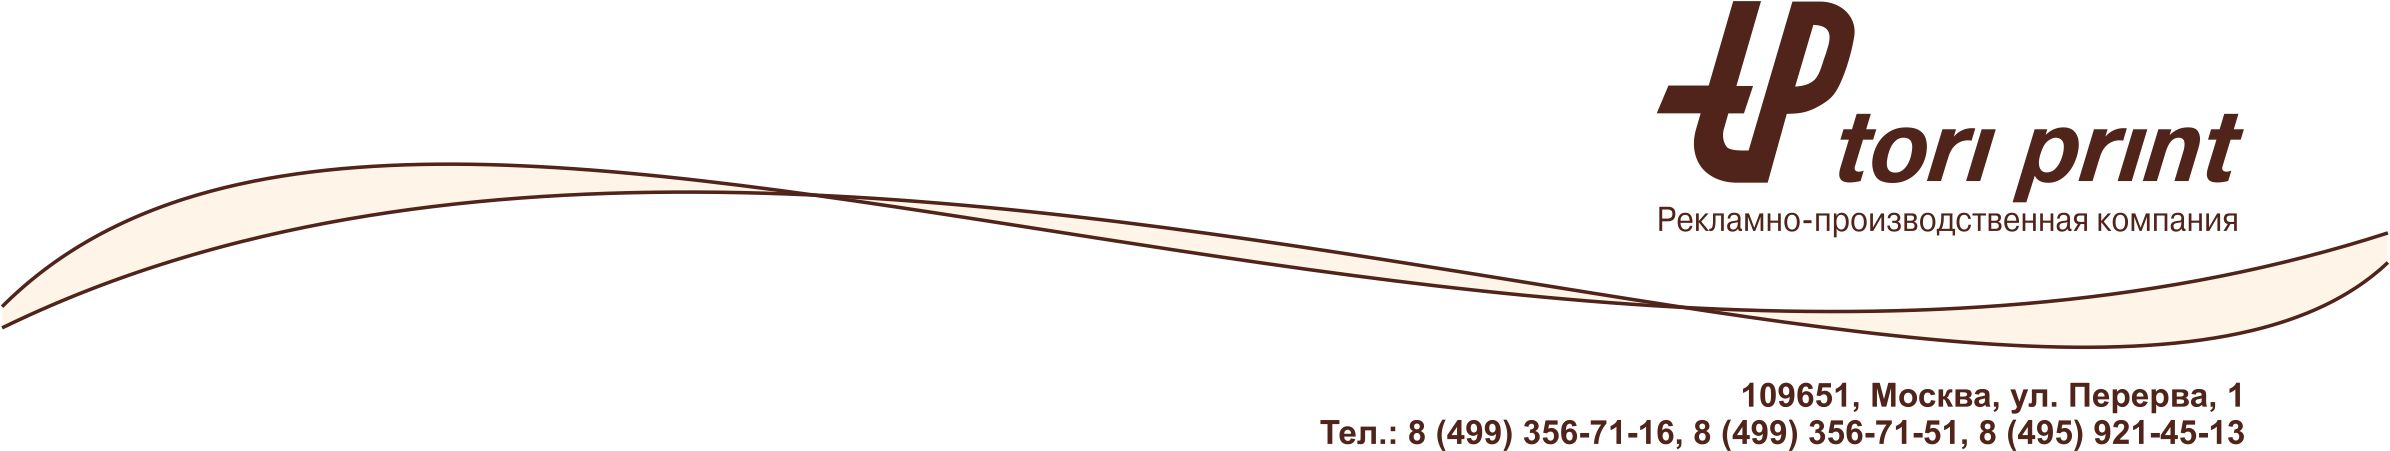 tori print
Рекламно-производственная компания
109651, Москва, ул. Перерва, 1
Тел.: 8 (499) 356-71-16, 8 (499) 356-71-51, 8 (495) 921-45-13